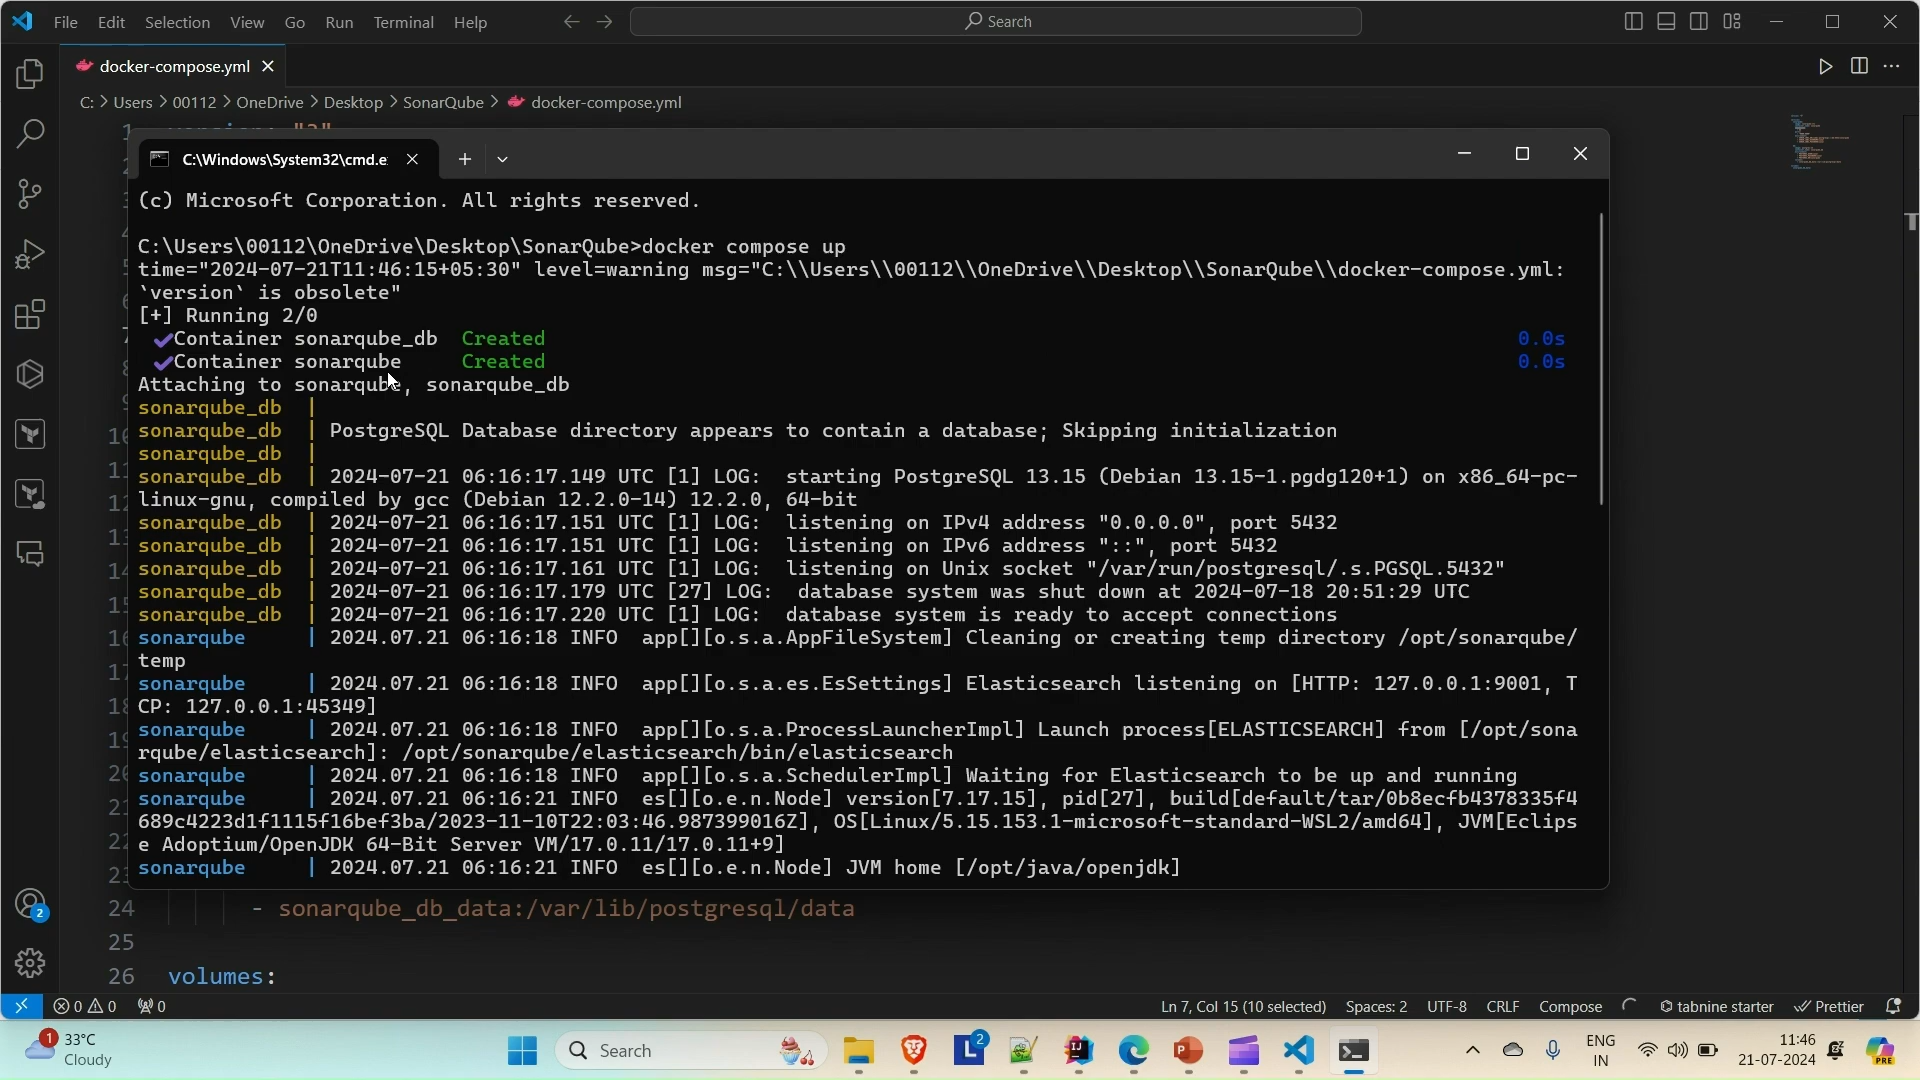 File Edit Selection View Go Run Terminal Help Search
docker-compose.yml
C: > Users > 00112 > OneDrive > Desktop > SonarQube > docker-compose.yml
C:\Windows\System32\cmd.e
(c) Microsoft Corporation. All rights reserved.
C:\Users\00112\OneDrive\Desktop\SonarQube>docker compose up
time="2024-07-21T11:46:15+05:30" level=warning msg="C:\\Users\\00112\\OneDrive\\Desktop\\SonarQube\\docker-compose.yml:
`version` is obsolete"
[+] Running 2/0
✔Container sonarqube_db Created 0.0s
✔Container sonarqube Created 0.0s
Attaching to sonarqube, sonarqube_db
sonarqube_db |
sonarqube_db | PostgreSQL Database directory appears to contain a database; Skipping initialization
sonarqube_db |
sonarqube_db | 2024-07-21 06:16:17.149 UTC [1] LOG: starting PostgreSQL 13.15 (Debian 13.15-1.pgdg120+1) on x86_64-pc-
linux-gnu, compiled by gcc (Debian 12.2.0-14) 12.2.0, 64-bit
sonarqube_db | 2024-07-21 06:16:17.151 UTC [1] LOG: listening on IPv4 address "0.0.0.0", port 5432
sonarqube_db | 2024-07-21 06:16:17.151 UTC [1] LOG: listening on IPv6 address "::", port 5432
sonarqube_db | 2024-07-21 06:16:17.161 UTC [1] LOG: listening on Unix socket "/var/run/postgresql/.s.PGSQL.5432"
sonarqube_db | 2024-07-21 06:16:17.179 UTC [27] LOG: database system was shut down at 2024-07-18 20:51:29 UTC
sonarqube_db | 2024-07-21 06:16:17.220 UTC [1] LOG: database system is ready to accept connections
sonarqube | 2024.07.21 06:16:18 INFO app[][o.s.a.AppFileSystem] Cleaning or creating temp directory /opt/sonarqube/
temp
sonarqube | 2024.07.21 06:16:18 INFO app[][o.s.a.es.EsSettings] Elasticsearch listening on [HTTP: 127.0.0.1:9001, T
CP: 127.0.0.1:45349]
sonarqube | 2024.07.21 06:16:18 INFO app[][o.s.a.ProcessLauncherImpl] Launch process[ELASTICSEARCH] from [/opt/sona
rqube/elasticsearch]: /opt/sonarqube/elasticsearch/bin/elasticsearch
sonarqube | 2024.07.21 06:16:18 INFO app[][o.s.a.SchedulerImpl] Waiting for Elasticsearch to be up and running
sonarqube | 2024.07.21 06:16:21 INFO es[][o.e.n.Node] version[7.17.15], pid[27], build[default/tar/0b8ecfb4378335f4
689c4223d1f1115f16bef3ba/2023-11-10T22:03:46.987399016Z], OS[Linux/5.15.153.1-microsoft-standard-WSL2/amd64], JVM[Eclips
e Adoptium/OpenJDK 64-Bit Server VM/17.0.11/17.0.11+9]
sonarqube | 2024.07.21 06:16:21 INFO es[][o.e.n.Node] JVM home [/opt/java/openjdk]
24 - sonarqube_db_data:/var/lib/postgresql/data
25
26 volumes:
0 0 0 Ln 7, Col 15 (10 selected) Spaces: 2 UTF-8 CRLF Compose tabnine starter Prettier
1 33°C
Cloudy
Search
2
ENG
IN
11:46
21-07-2024
PRE